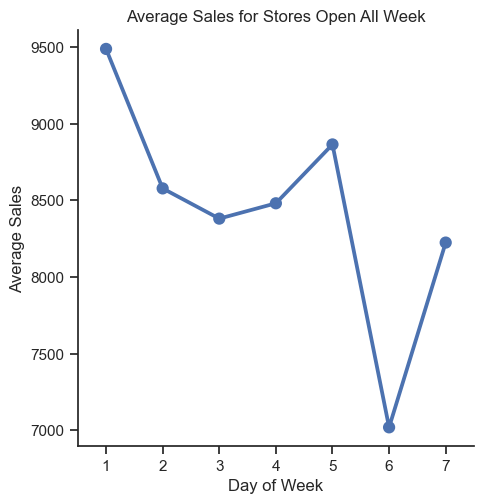 Average Sales for Stores Open All Week
9500
9000
8500
8000
7500
7000
Average Sales
1 2 3 4 5 6 7
Day of Week